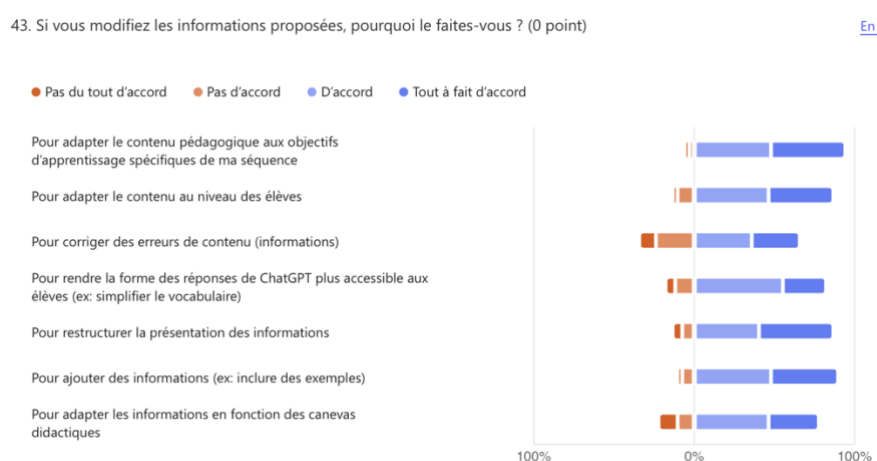 43. Si vous modifiez les informations proposées, pourquoi le faites-vous ? (0 point)
En
Pas du tout d'accord
Pas d'accord
D'accord
Tout à fait d'accord
Pour adapter le contenu pédagogique aux objectifs
d'apprentissage spécifiques de ma séquence
Pour adapter le contenu au niveau des élèves
Pour corriger des erreurs de contenu (informations)
Pour rendre la forme des réponses de ChatGPT plus accessible aux
élèves (ex: simplifier le vocabulaire)
Pour restructurer la présentation des informations
Pour ajouter des informations (ex: inclure des exemples)
Pour adapter les informations en fonction des canevas
didactiques
100%
0%
100%